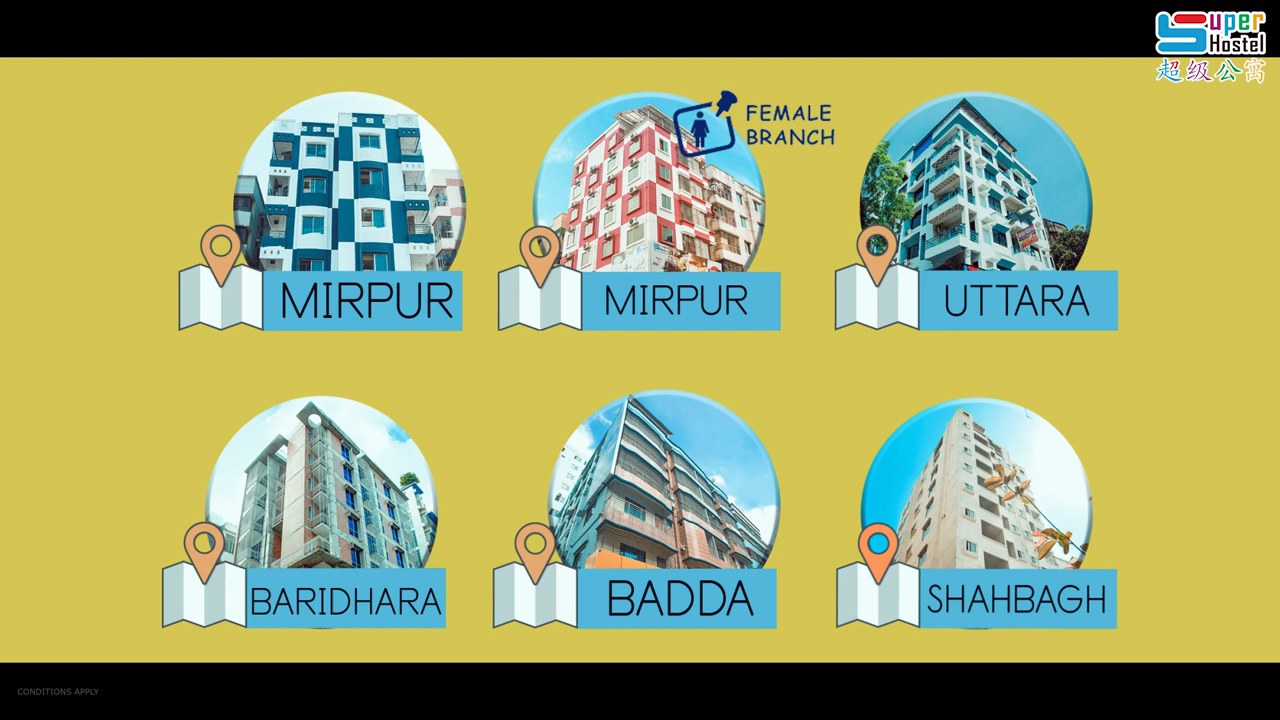 Super
Hostel
超级公寓
FEMALE
BRANCH
MIRPUR
MIRPUR
UTTARA
BARIDHARA
BADDA
SHAHBAGH
CONDITIONS APPLY